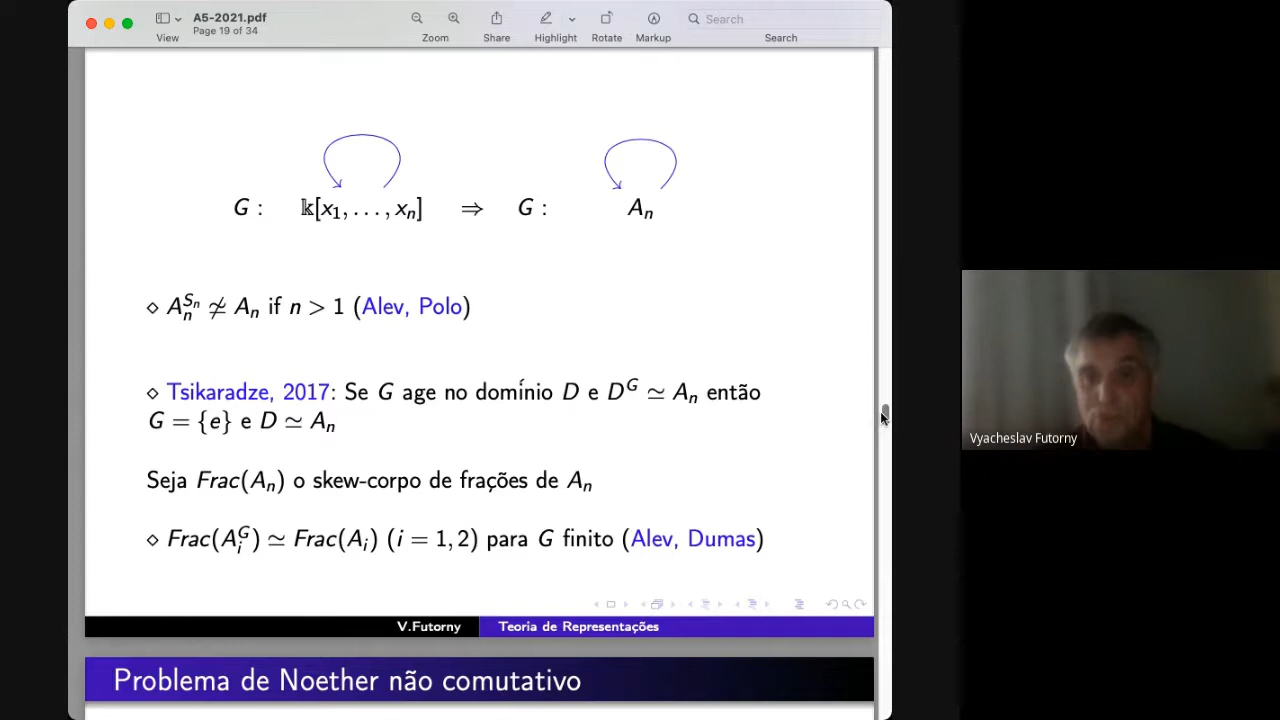 A5-2021.pdf
Page 19 of 34
View
Zoom
Share
Highlight
Rotate
Markup
Search
Search
G : 𝕜[x₁, . . . , xₙ] ⇒ G : Aₙ
⋄ Aₙ^{Sₙ} ≄ Aₙ if n > 1 (Alev, Polo)
⋄ Tsikaradze, 2017: Se G age no domínio D e D^G ≃ Aₙ então
G = {e} e D ≃ Aₙ
Seja Frac(Aₙ) o skew-corpo de frações de Aₙ
⋄ Frac(Aᵢ^G) ≃ Frac(Aᵢ) (i = 1, 2) para G finito (Alev, Dumas)
V.Futorny
Teoria de Representações
Problema de Noether não comutativo
Vyacheslav Futorny